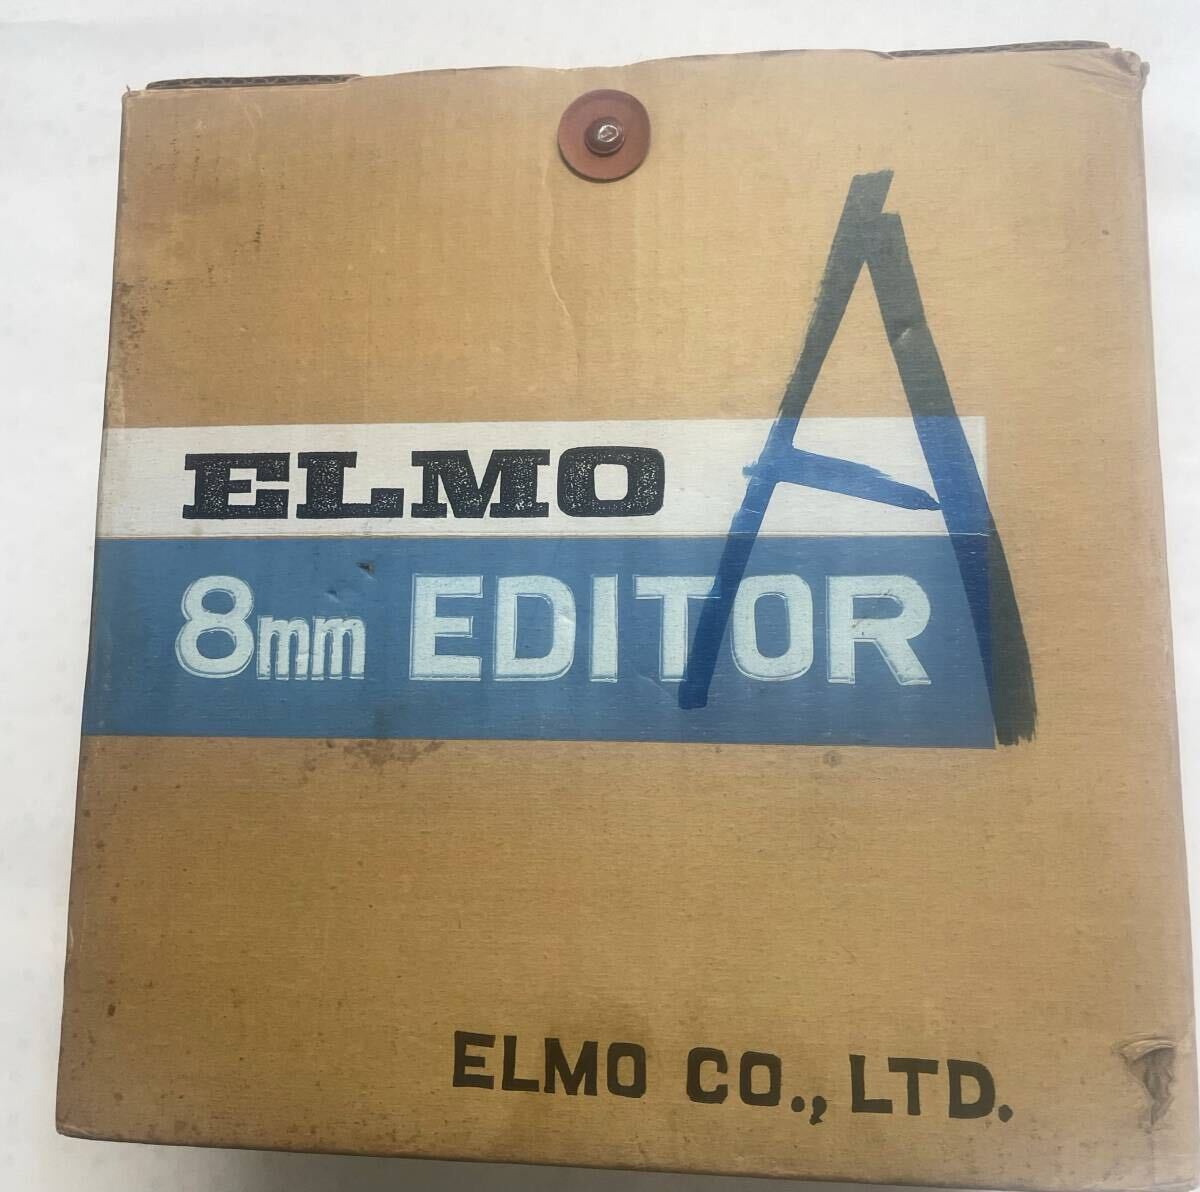 A
ELMO
8mm EDITOR
ELMO CO., LTD.